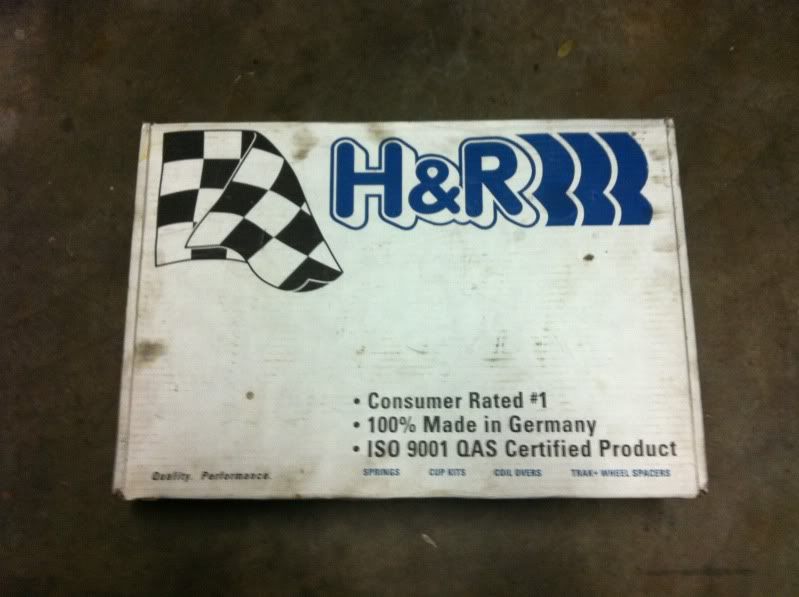 H&R
• Consumer Rated #1
• 100% Made in Germany
• ISO 9001 QAS Certified Product
Quality. Performance. SPRINGS CUP KITS COIL OVERS TRAK+ WHEEL SPACERS